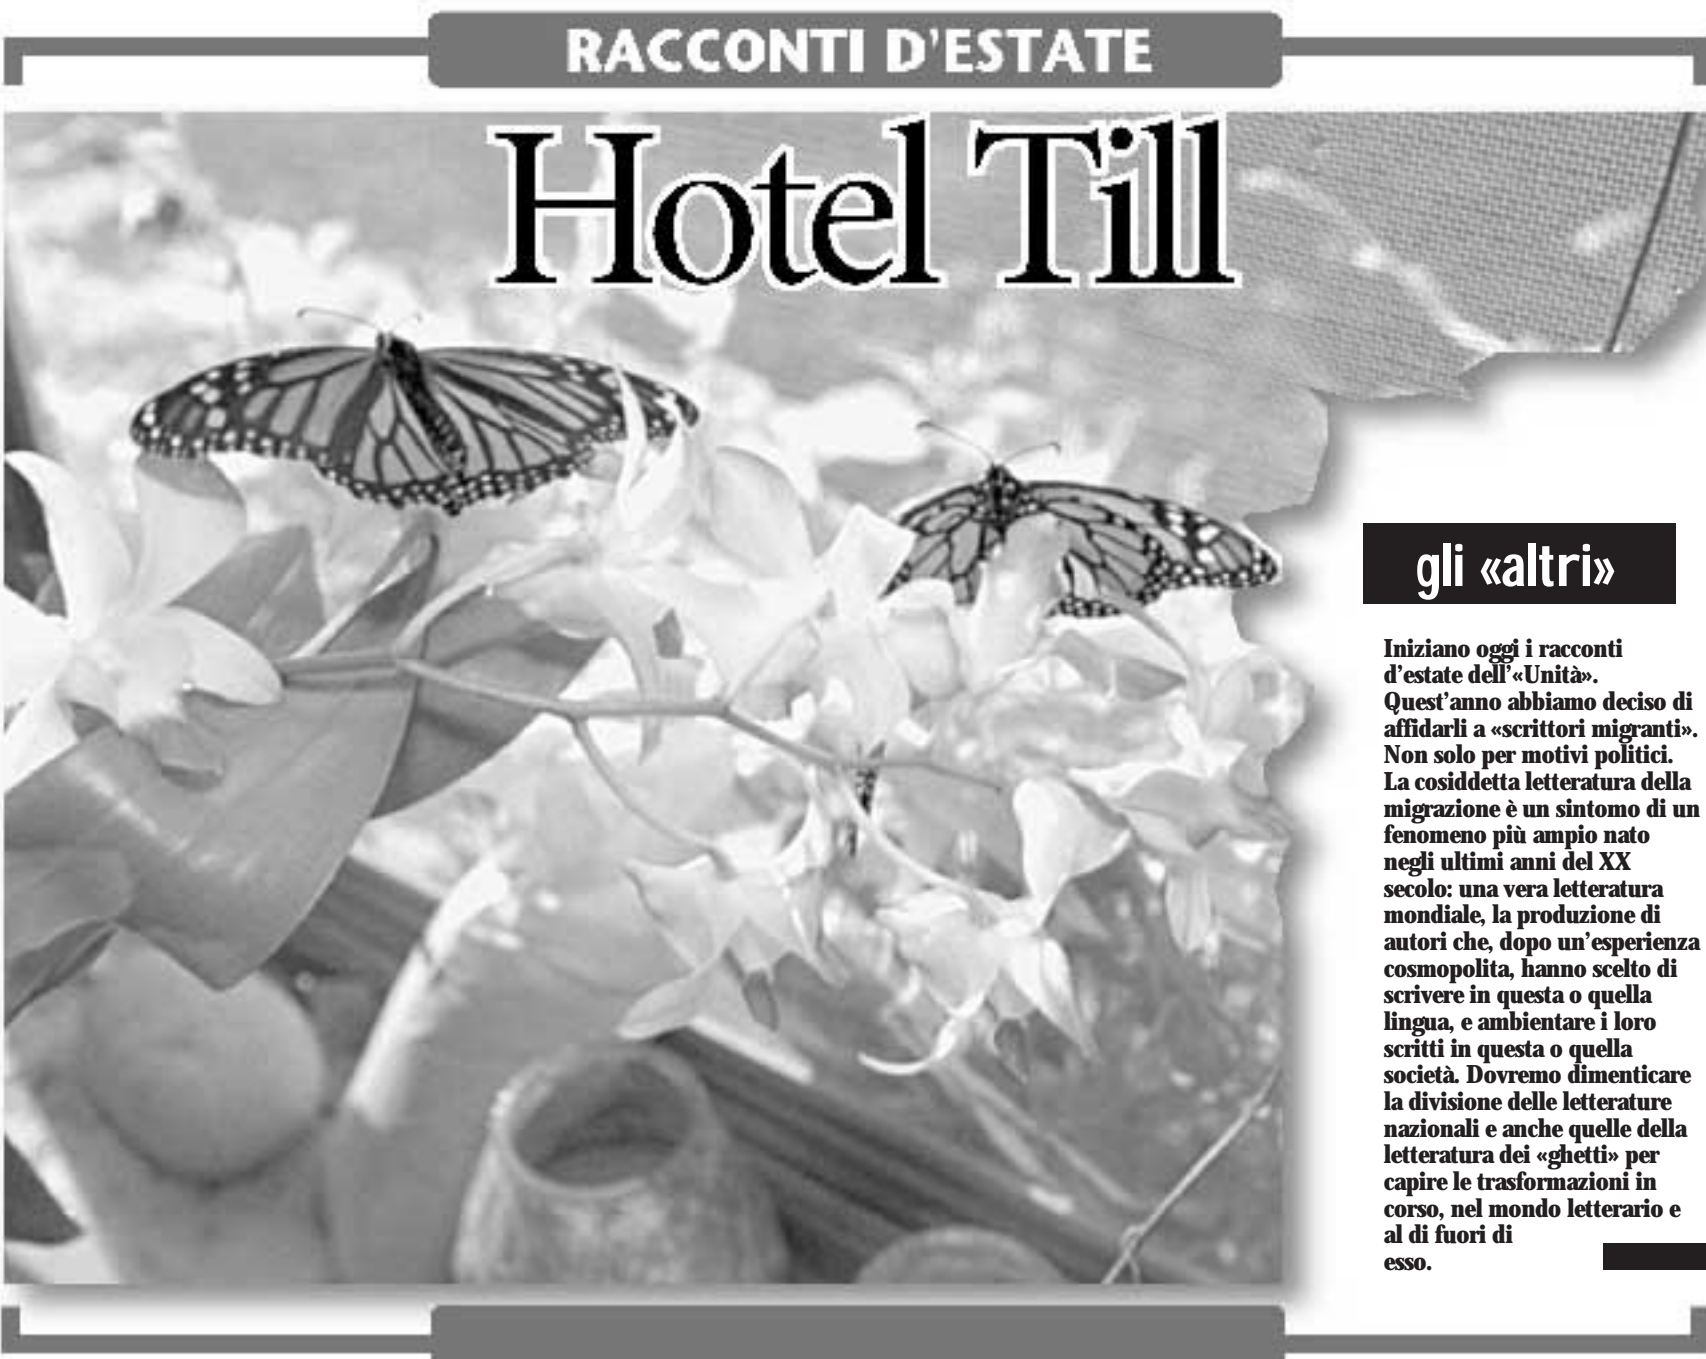 RACCONTI D'ESTATE
Hotel Till
gli «altri»
Iniziano oggi i racconti
d'estate dell'«Unità».
Quest'anno abbiamo deciso di
affidarli a «scrittori migranti».
Non solo per motivi politici.
La cosiddetta letteratura della
migrazione è un sintomo di un
fenomeno più ampio nato
negli ultimi anni del XX
secolo: una vera letteratura
mondiale, la produzione di
autori che, dopo un'esperienza
cosmopolita, hanno scelto di
scrivere in questa o quella
lingua, e ambientare i loro
scritti in questa o quella
società. Dovremo dimenticare
la divisione delle letterature
nazionali e anche quelle della
letteratura dei «ghetti» per
capire le trasformazioni in
corso, nel mondo letterario e
al di fuori di
esso.